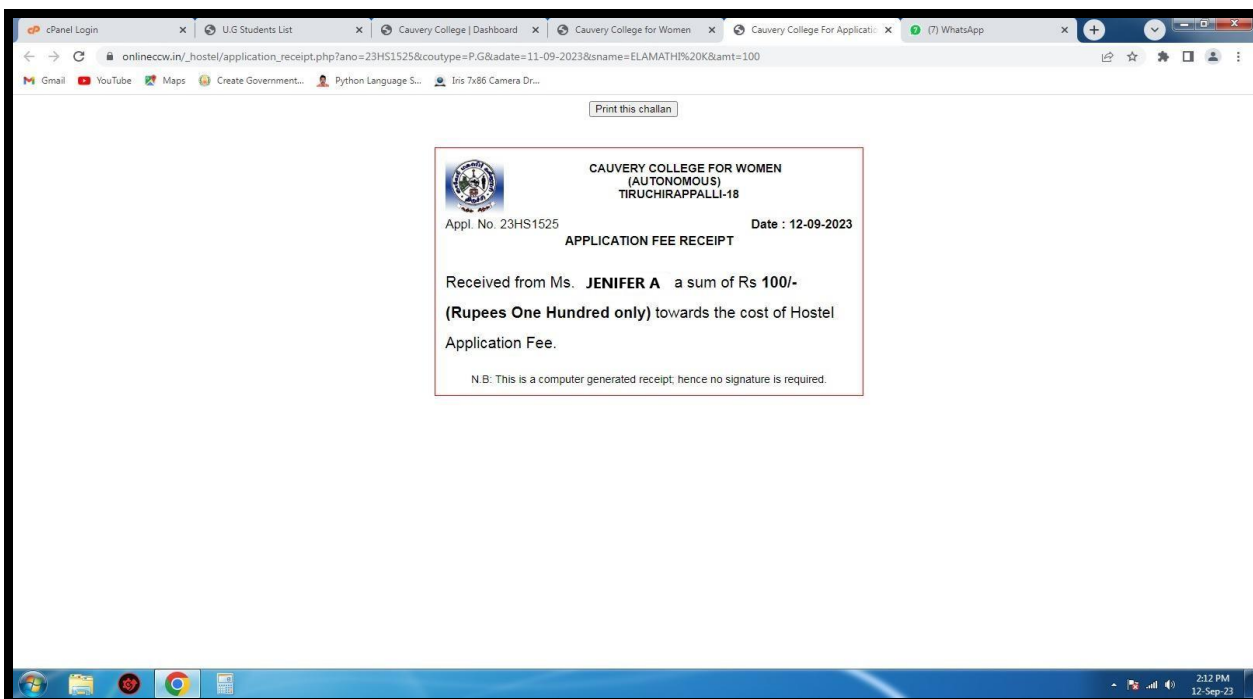 cPanel Login
U.G Students List
Cauvery College | Dashboard
Cauvery College for Women
Cauvery College For Applicatic
(7) WhatsApp
onlineccw.in/_hostel/application_receipt.php?ano=23HS1525&coutype=P.G&adate=11-09-2023&sname=ELAMATHI%20K&amt=100
Gmail YouTube Maps Create Government... Python Language S... Iris 7x86 Camera Dr...
Print this challan
CAUVERY COLLEGE FOR WOMEN
(AUTONOMOUS)
TIRUCHIRAPPALLI-18
Appl. No. 23HS1525 Date : 12-09-2023
APPLICATION FEE RECEIPT
Received from Ms. JENIFER A a sum of Rs 100/-
(Rupees One Hundred only) towards the cost of Hostel
Application Fee.
N.B: This is a computer generated receipt; hence no signature is required.
2:12 PM
12-Sep-23